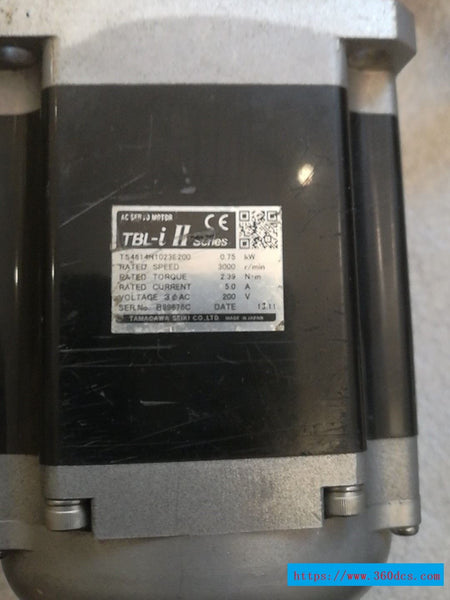 AC SERVO MOTOR CE
TBL-i II Series
TS4614N1023E200 0.75 kW
RATED SPEED 3000 r/min
RATED TORQUE 2.39 N·m
RATED CURRENT 5.0 A
VOLTAGE 3ϕAC 200 V
SER.No. DATE
TAMAGAWA SEIKI CO.,LTD. MADE IN JAPAN
https://www.360dcs.com